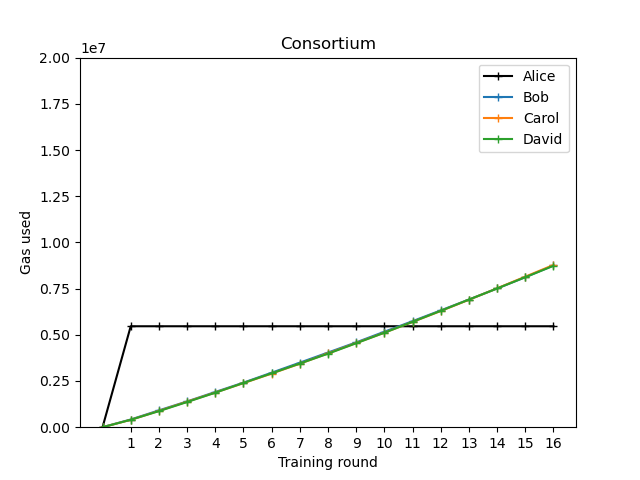 Consortium
1e7
2.00
1.75
1.50
1.25
1.00
0.75
0.50
0.25
0.00
Gas used
Alice
Bob
Carol
David
1 2 3 4 5 6 7 8 9 10 11 12 13 14 15 16
Training round